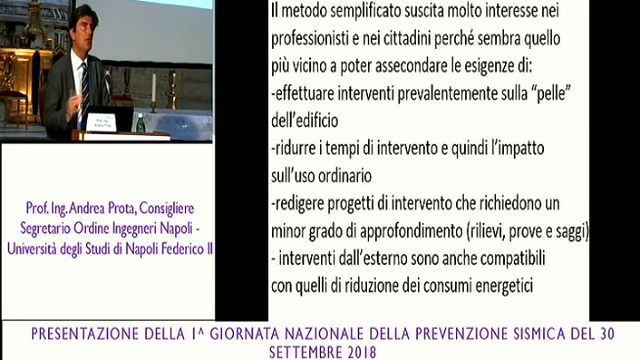 Il metodo semplificato suscita molto interesse nei
professionisti e nei cittadini perché sembra quello
più vicino a poter assecondare le esigenze di:
-effettuare interventi prevalentemente sulla “pelle”
dell’edificio
-ridurre i tempi di intervento e quindi l’impatto
sull’uso ordinario
-redigere progetti di intervento che richiedono un
minor grado di approfondimento (rilievi, prove e saggi)
- interventi dall’esterno sono anche compatibili
con quelli di riduzione dei consumi energetici
Prof. Ing. Andrea Prota, Consigliere
Segretario Ordine Ingegneri Napoli -
Università degli Studi di Napoli Federico II
PRESENTAZIONE DELLA 1^ GIORNATA NAZIONALE DELLA PREVENZIONE SISMICA DEL 30
SETTEMBRE 2018